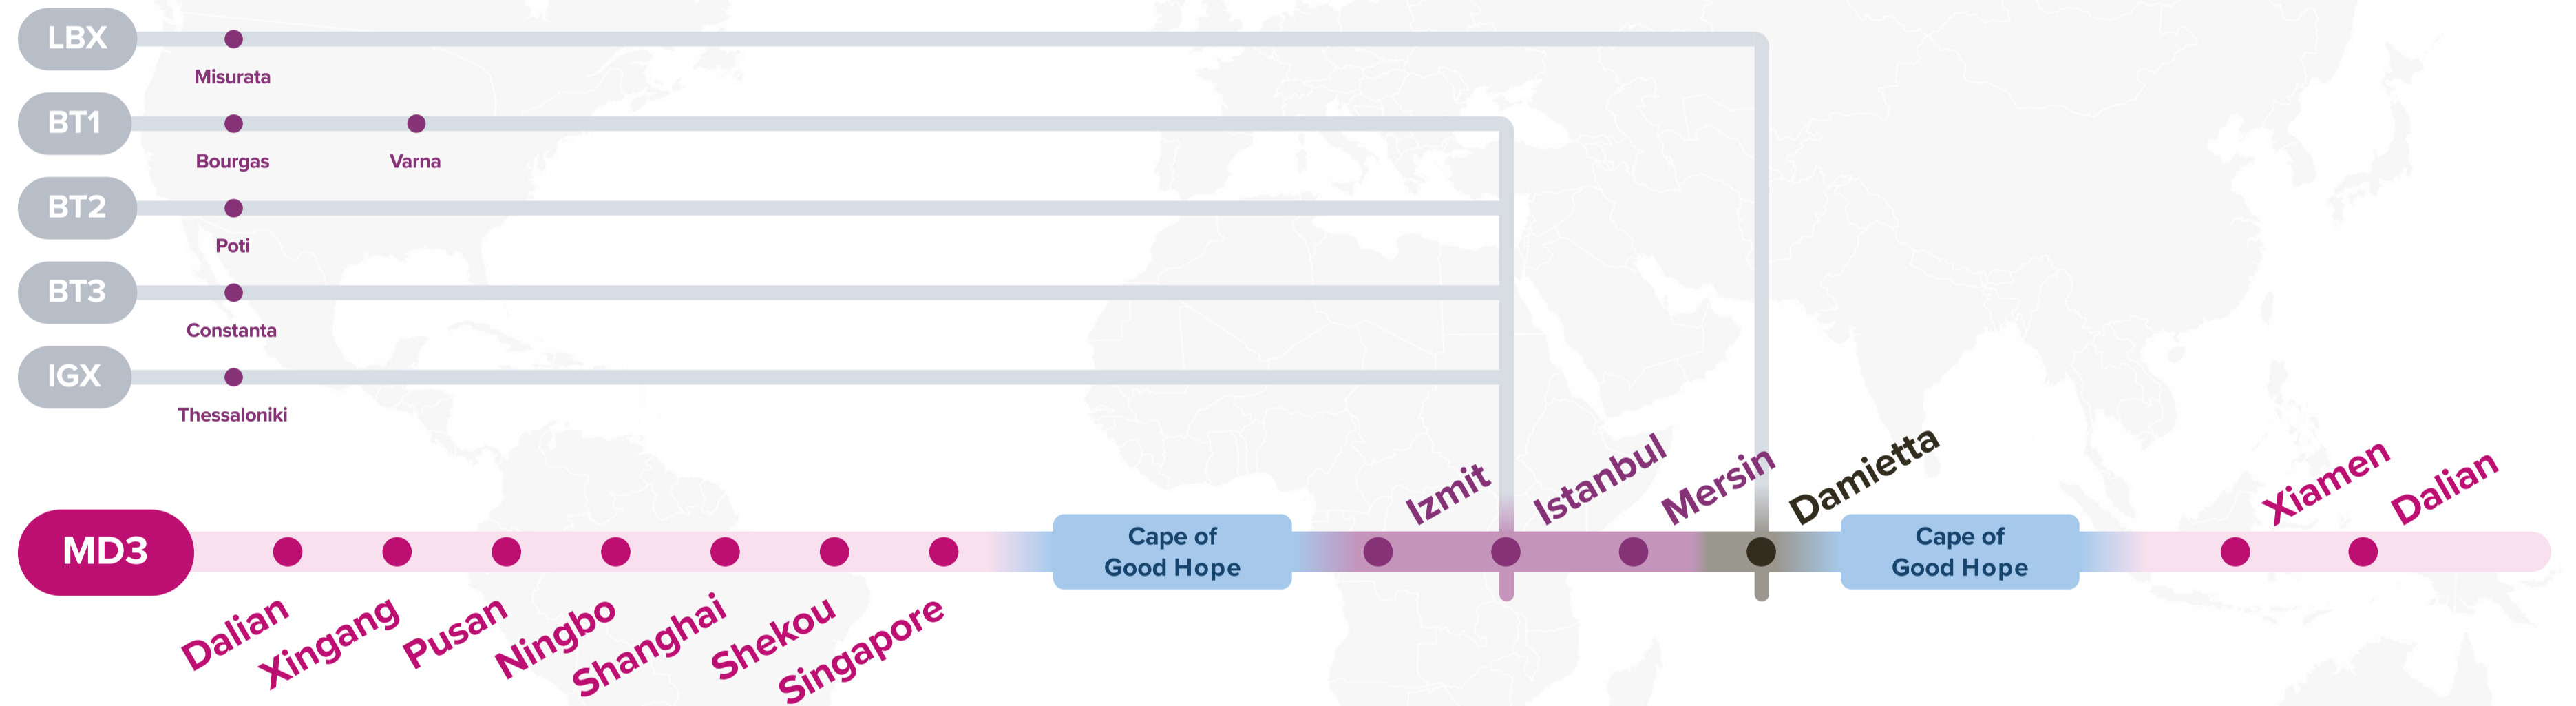 LBX
Misurata
BT1
Bourgas
Varna
BT2
Poti
BT3
Constanta
IGX
Thessaloniki
MD3
Dalian
Xingang
Pusan
Ningbo
Shanghai
Shekou
Singapore
Cape of
Good Hope
Izmit
Istanbul
Mersin
Damietta
Cape of
Good Hope
Xiamen
Dalian